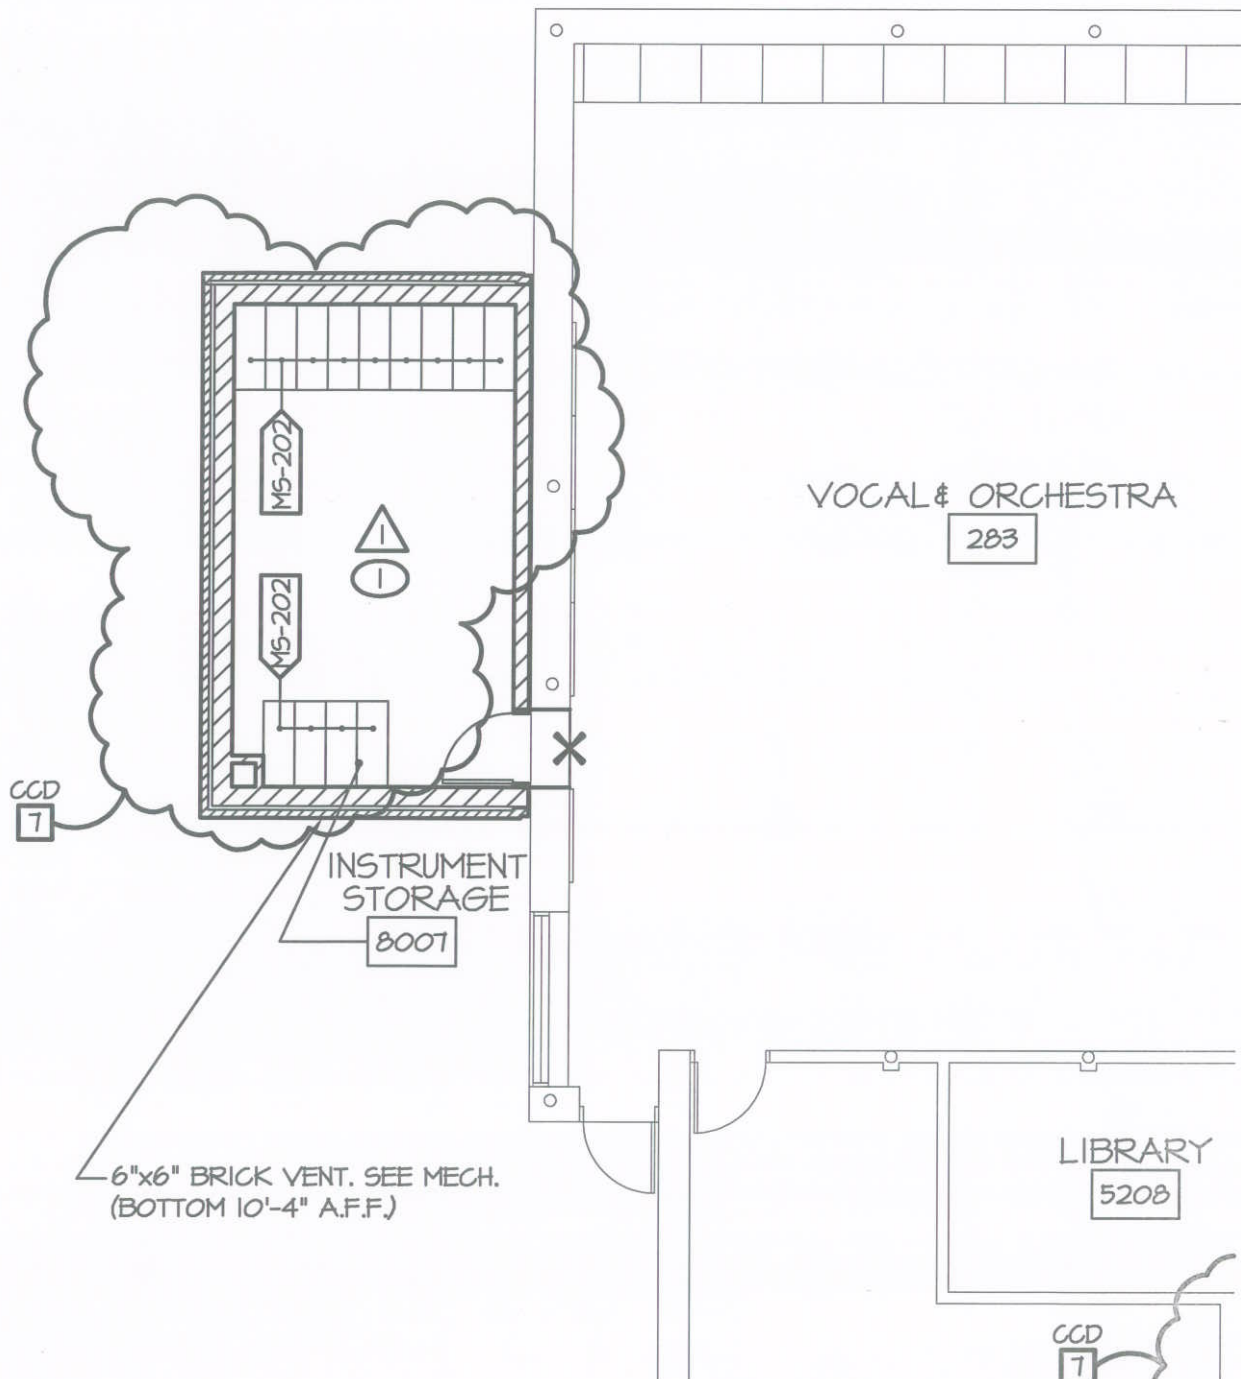 MS-202
VOCAL & ORCHESTRA
283
1
1
MS-202
CCD
7
INSTRUMENT
STORAGE
8007
6"x6" BRICK VENT. SEE MECH.
(BOTTOM 10'-4" A.F.F.)
LIBRARY
5208
CCD
7